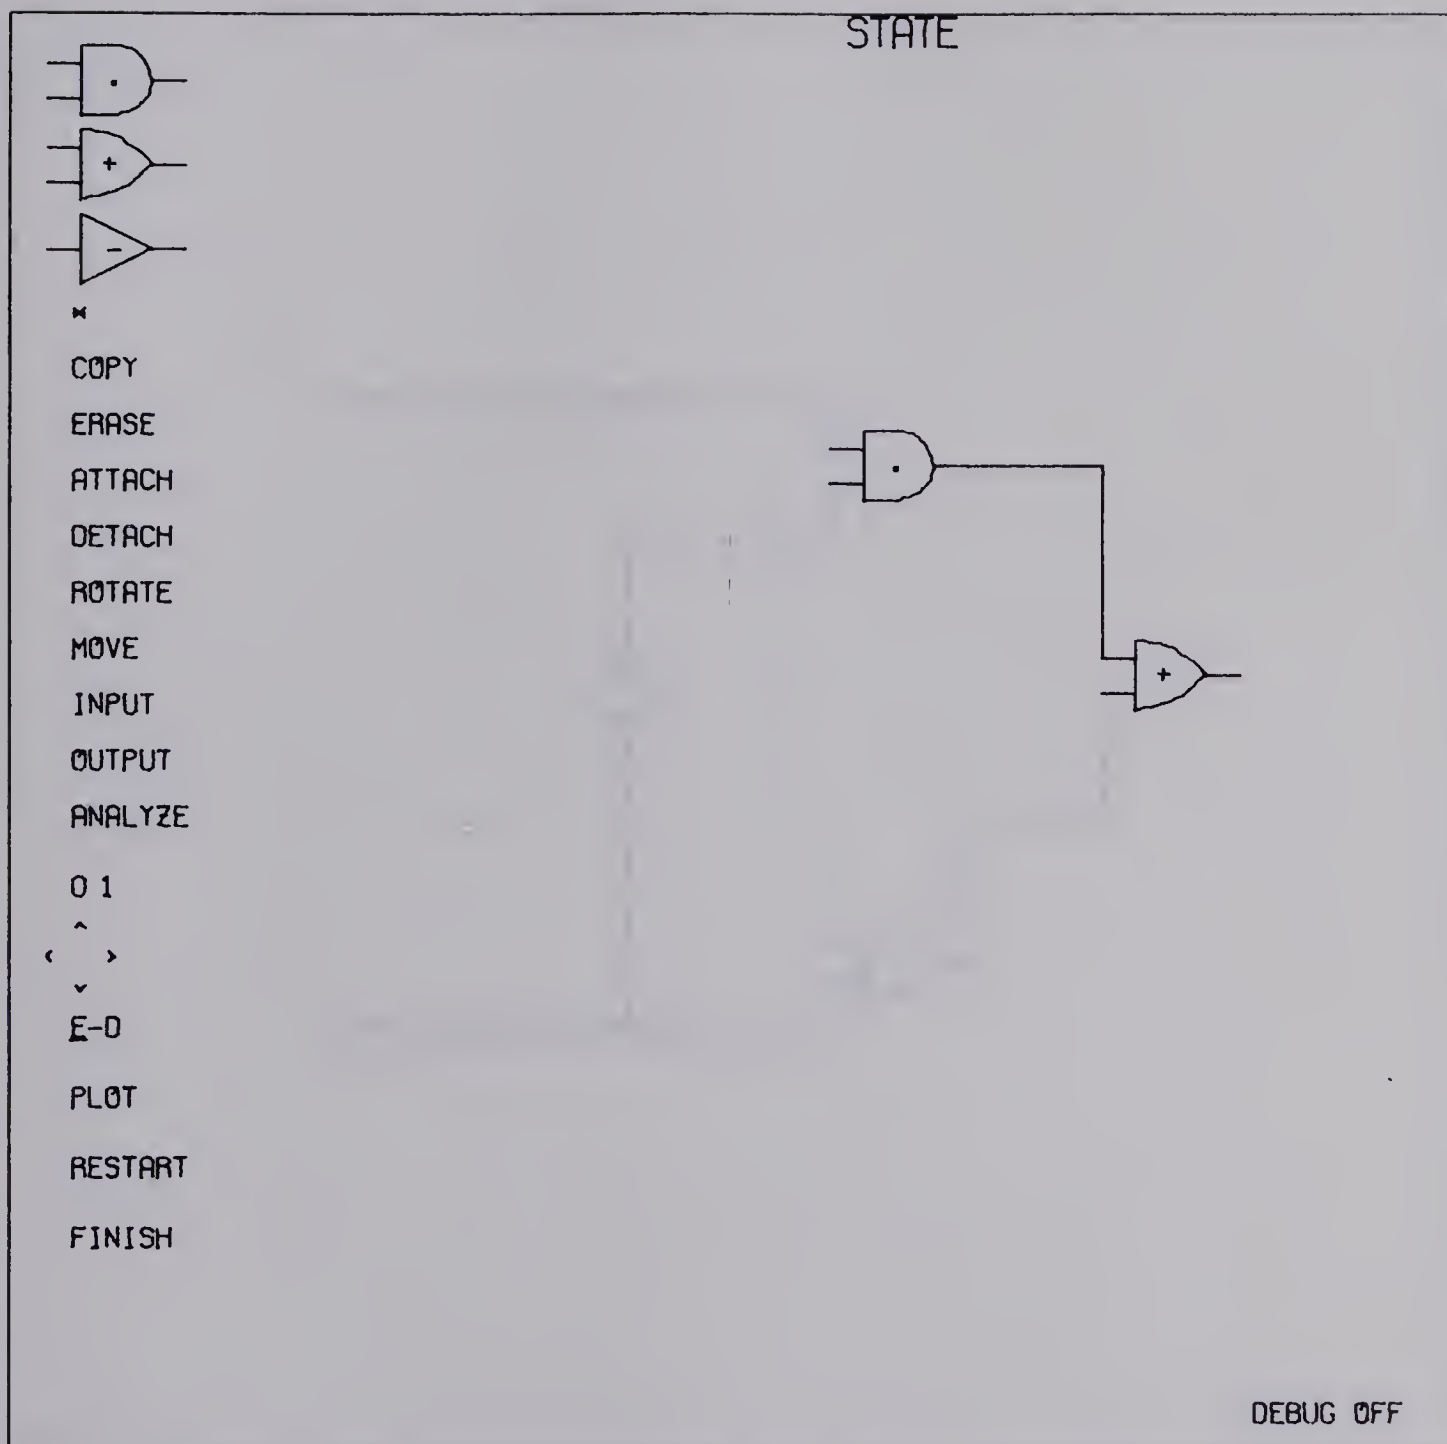 STATE
.
+
-
*
COPY
ERASE
ATTACH
DETACH
ROTATE
MOVE
INPUT
OUTPUT
ANALYZE
0 1
^
< >
v
E-D
PLOT
RESTART
FINISH
.
+
DEBUG OFF